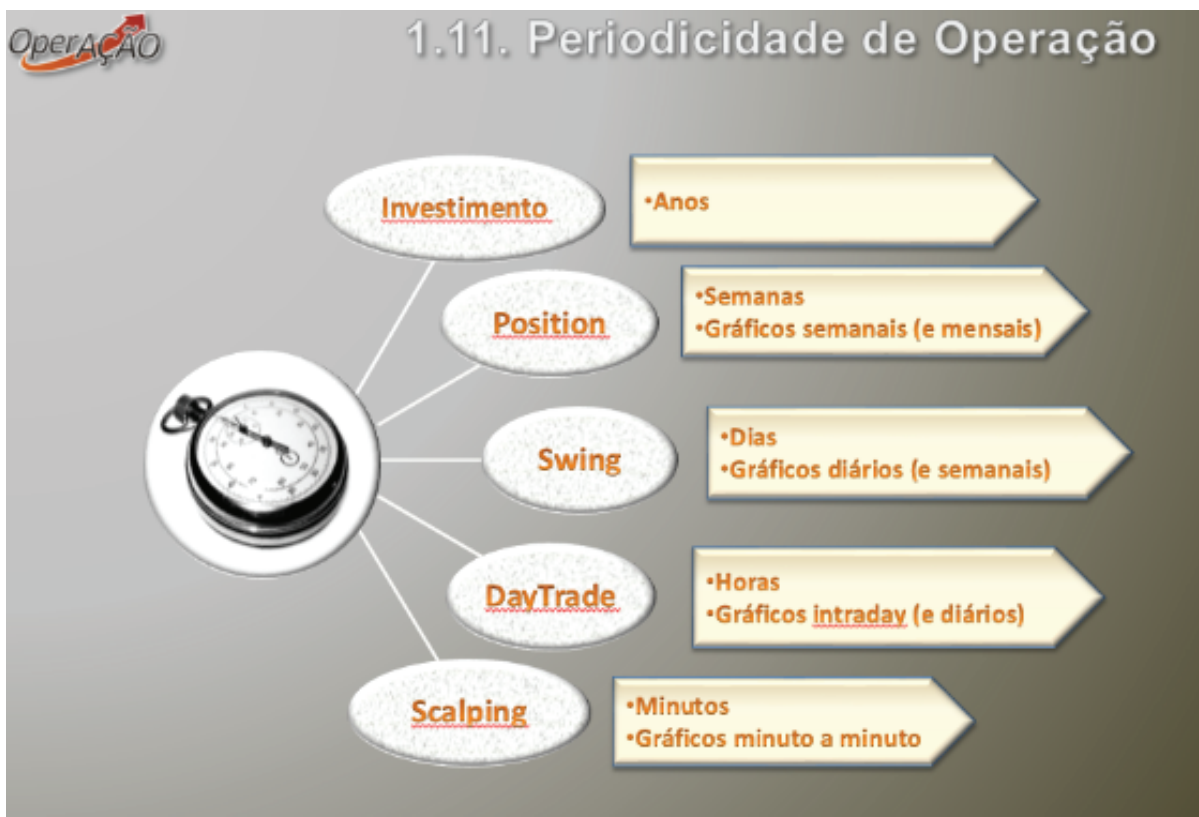 OperAÇÃO
1.11. Periodicidade de Operação
Investimento
•Anos
Position
•Semanas
•Gráficos semanais (e mensais)
Swing
•Dias
•Gráficos diários (e semanais)
DayTrade
•Horas
•Gráficos intraday (e diários)
Scalping
•Minutos
•Gráficos minuto a minuto